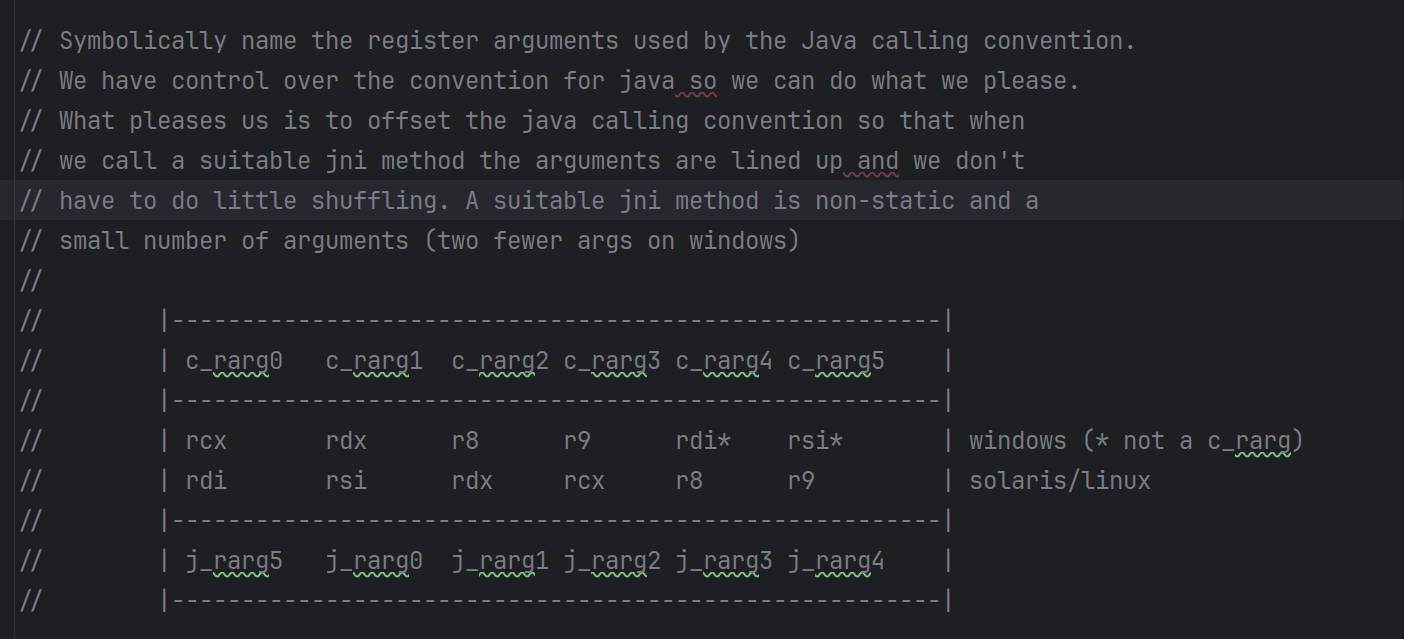 // Symbolically name the register arguments used by the Java calling convention.
// We have control over the convention for java so we can do what we please.
// What pleases us is to offset the java calling convention so that when
// we call a suitable jni method the arguments are lined up and we don't
// have to do little shuffling. A suitable jni method is non-static and a
// small number of arguments (two fewer args on windows)
//
//        |-------------------------------------------------------|
//        | c_rarg0   c_rarg1  c_rarg2 c_rarg3 c_rarg4 c_rarg5    |
//        |-------------------------------------------------------|
//        | rcx       rdx      r8      r9      rdi*    rsi*       | windows (* not a c_rarg)
//        | rdi       rsi      rdx     rcx     r8      r9         | solaris/linux
//        |-------------------------------------------------------|
//        | j_rarg5   j_rarg0  j_rarg1 j_rarg2 j_rarg3 j_rarg4    |
//        |-------------------------------------------------------|